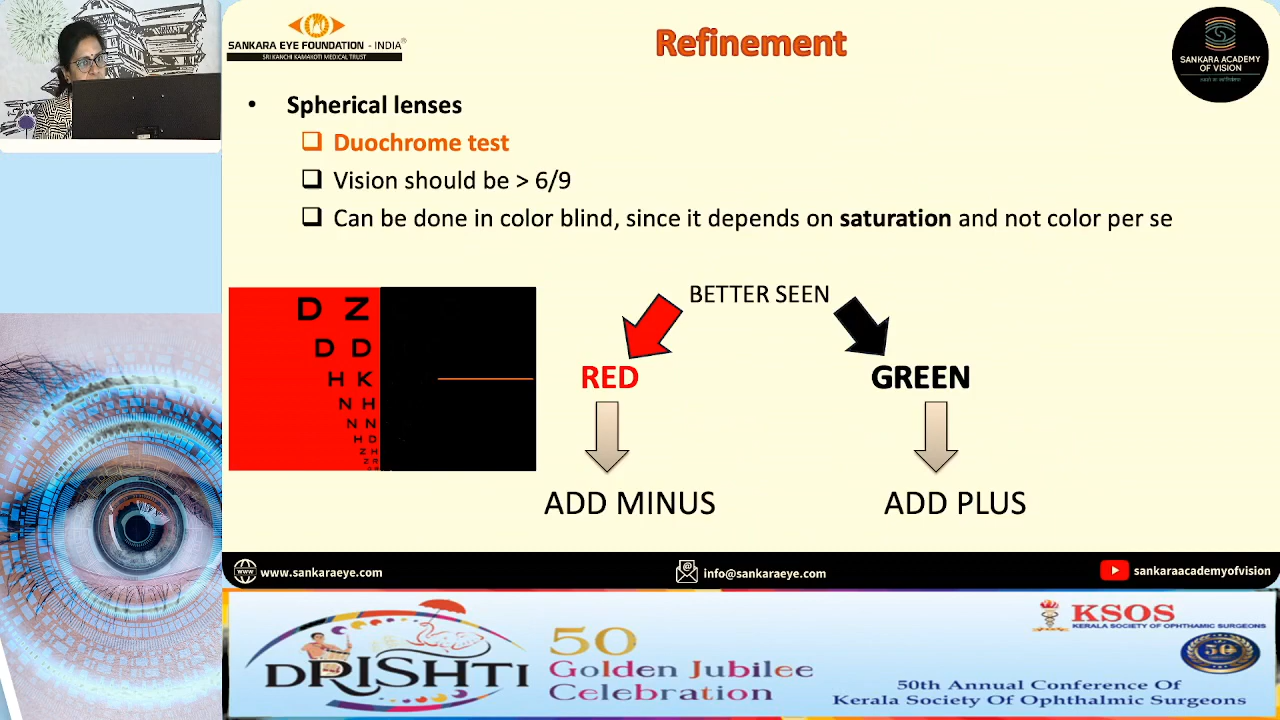 SANKARA EYE FOUNDATION - INDIA®
SRI KANCHI KAMAKOTI MEDICAL TRUST
Refinement
SANKARA ACADEMY
OF VISION
• Spherical lenses
❑ Duochrome test
❑ Vision should be > 6/9
❑ Can be done in color blind, since it depends on saturation and not color per se
D Z
D D
H K
N H
N N
H D
Z H
Z R
BETTER SEEN
RED GREEN
ADD MINUS ADD PLUS
www.sankaraeye.com info@sankaraeye.com sankaraacademyofvision
DRISHTI
50
Golden Jubilee
Celebration
KSOS
KERALA SOCIETY OF OPHTHAMIC SURGEONS
50
50th Annual Conference Of
Kerala Society Of Ophthalmic Surgeons